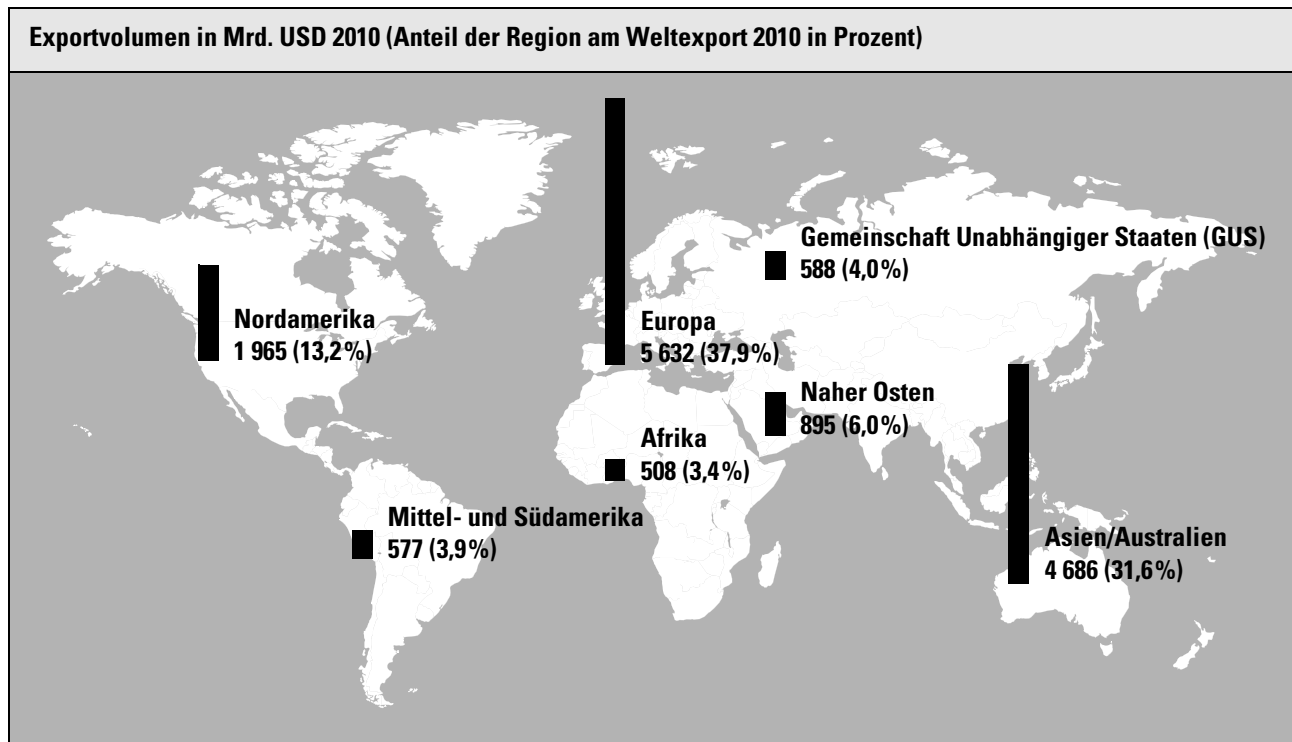 Exportvolumen in Mrd. USD 2010 (Anteil der Region am Weltexport 2010 in Prozent)
Gemeinschaft Unabhängiger Staaten (GUS)
588 (4,0%)
Nordamerika
1 965 (13,2%)
Europa
5 632 (37,9%)
Naher Osten
895 (6,0%)
Afrika
508 (3,4%)
Mittel- und Südamerika
577 (3,9%)
Asien/Australien
4 686 (31,6%)